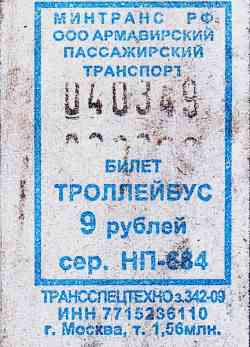 МИНТРАНС РФ
ООО АРМАВИРСКИЙ
ПАССАЖИРСКИЙ
ТРАНСПОРТ
040349
БИЛЕТ
ТРОЛЛЕЙБУС
9 рублей
сер. НП-684
ТРАНССПЕЦТЕХНО з.342-09
ИНН 7715236110
г. Москва, т. 1,56млн.